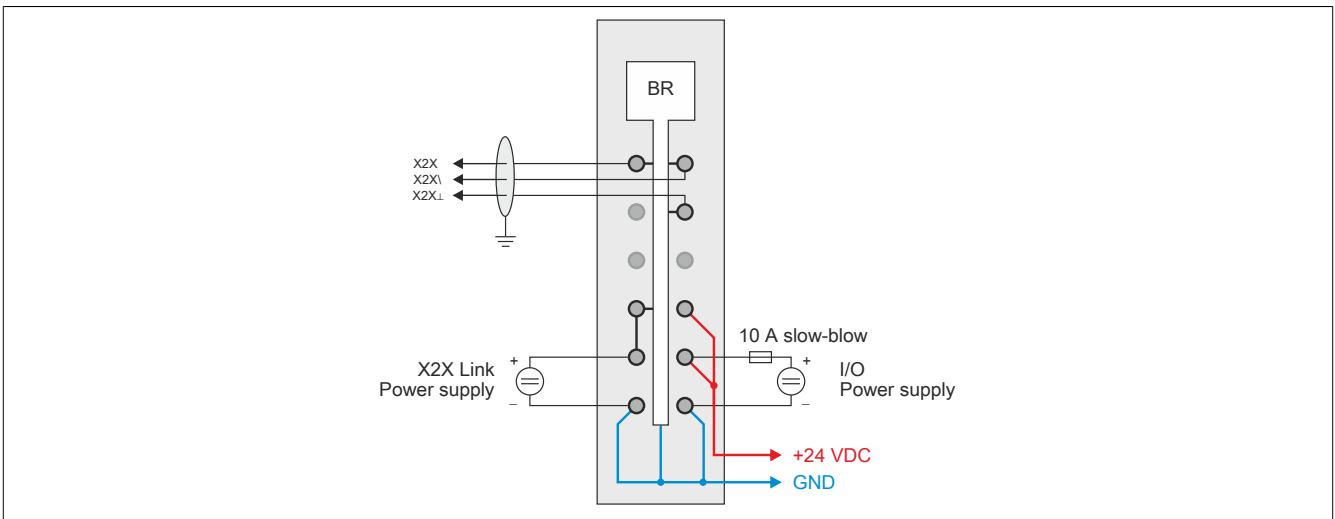 BR
X2X
X2X\
X2X⊥
10 A slow-blow
X2X Link
Power supply
+
–
+
–
I/O
Power supply
+24 VDC
GND